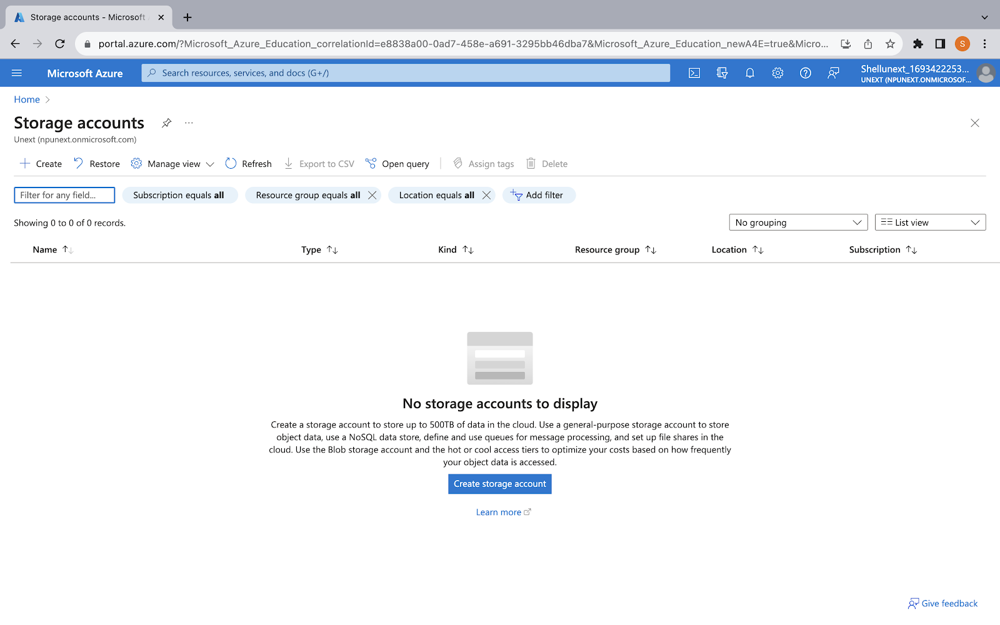 Storage accounts - Microsoft
portal.azure.com/?Microsoft_Azure_Education_correlationId=e8838a00-0ad7-458e-a691-3295bb46dba7&Microsoft_Azure_Education_newA4E=true&Micro...
S
Microsoft Azure
Search resources, services, and docs (G+/)
Shellunext_1693422253...
UNEXT (NPUNEXT.ONMICROSOF...
Home
Storage accounts
...
Unext (npunext.onmicrosoft.com)
Create Restore Manage view Refresh Export to CSV Open query Assign tags Delete
Filter for any field... Subscription equals all Resource group equals all Location equals all Add filter
Showing 0 to 0 of 0 records.
No grouping List view
Name Type Kind Resource group Location Subscription
No storage accounts to display
Create a storage account to store up to 500TB of data in the cloud. Use a general-purpose storage account to store
object data, use a NoSQL data store, define and use queues for message processing, and set up file shares in the
cloud. Use the Blob storage account and the hot or cool access tiers to optimize your costs based on how frequently
your object data is accessed.
Create storage account
Learn more
Give feedback